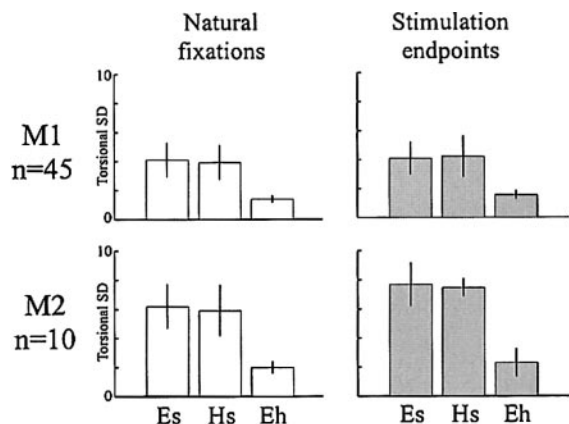 Natural
fixations
Stimulation
endpoints
M1
n=45
10
Torsional SD
0
M2
n=10
10
Torsional SD
0
Es Hs Eh
Es Hs Eh